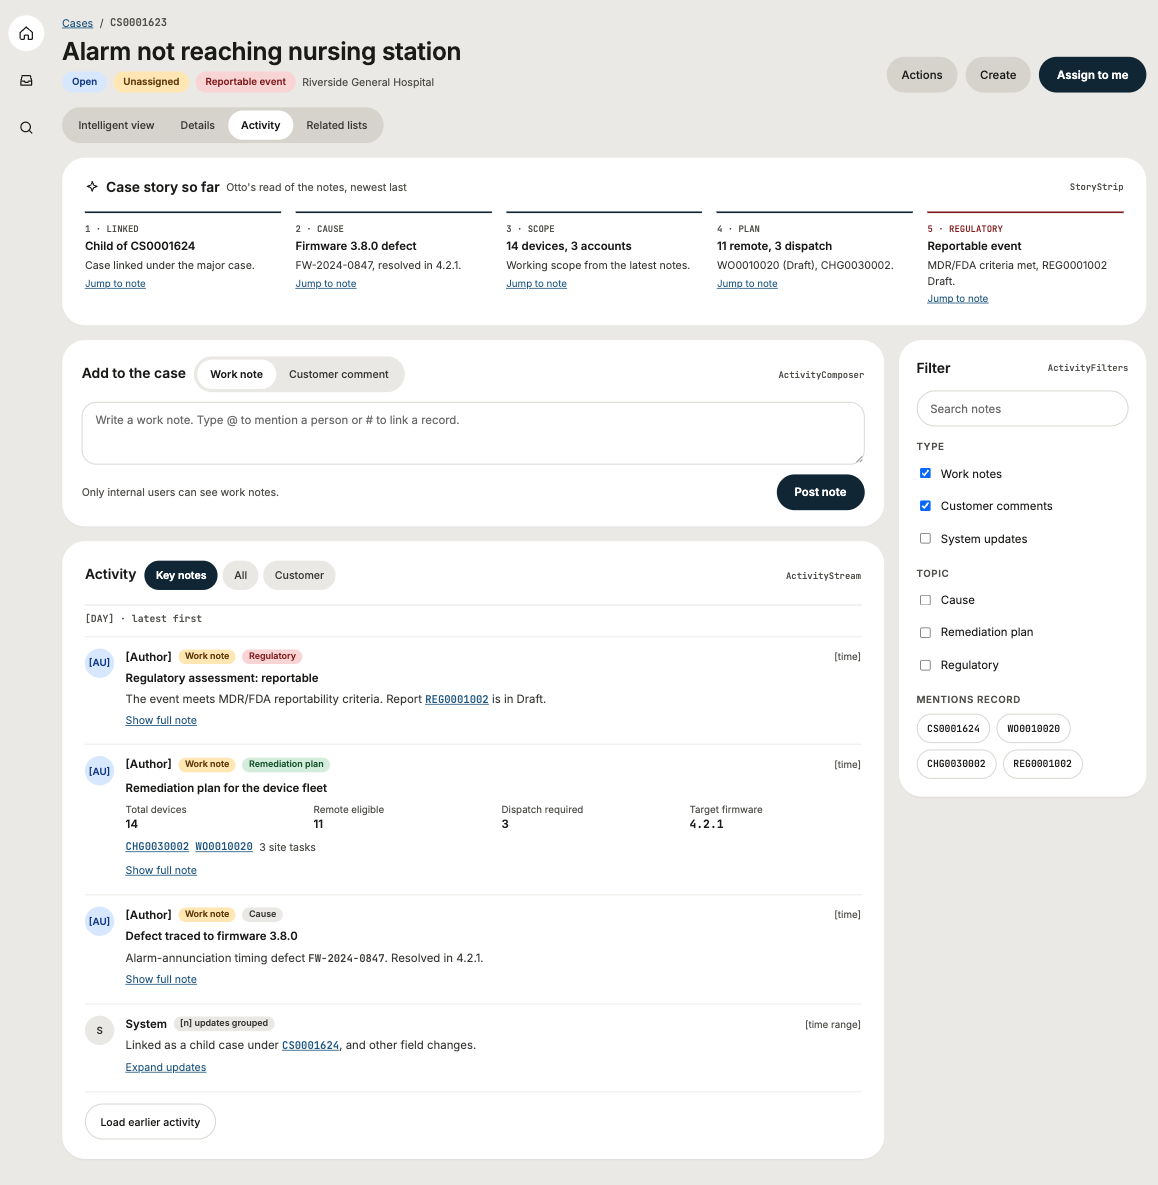 Cases / CS0001623
Alarm not reaching nursing station
Open Unassigned Reportable event Riverside General Hospital
Actions Create Assign to me
Intelligent view Details Activity Related lists
Case story so far Otto's read of the notes, newest last
StoryStrip
1 · LINKED
Child of CS0001624
Case linked under the major case.
Jump to note
2 · CAUSE
Firmware 3.8.0 defect
FW-2024-0847, resolved in 4.2.1.
Jump to note
3 · SCOPE
14 devices, 3 accounts
Working scope from the latest notes.
Jump to note
4 · PLAN
11 remote, 3 dispatch
WO0010020 (Draft), CHG0030002.
Jump to note
5 · REGULATORY
Reportable event
MDR/FDA criteria met, REG0001002
Draft.
Jump to note
Add to the case Work note Customer comment
ActivityComposer
Write a work note. Type @ to mention a person or # to link a record.
Only internal users can see work notes.
Post note
Activity Key notes All Customer
ActivityStream
[DAY] · latest first
[AU] [Author] Work note Regulatory [time]
Regulatory assessment: reportable
The event meets MDR/FDA reportability criteria. Report REG0001002 is in Draft.
Show full note
[AU] [Author] Work note Remediation plan [time]
Remediation plan for the device fleet
Total devices Remote eligible Dispatch required Target firmware
14 11 3 4.2.1
CHG0030002 WO0010020 3 site tasks
Show full note
[AU] [Author] Work note Cause [time]
Defect traced to firmware 3.8.0
Alarm-annunciation timing defect FW-2024-0847. Resolved in 4.2.1.
Show full note
S System [n] updates grouped [time range]
Linked as a child case under CS0001624, and other field changes.
Expand updates
Load earlier activity
Filter
ActivityFilters
Search notes
TYPE
Work notes
Customer comments
System updates
TOPIC
Cause
Remediation plan
Regulatory
MENTIONS RECORD
CS0001624 WO0010020
CHG0030002 REG0001002